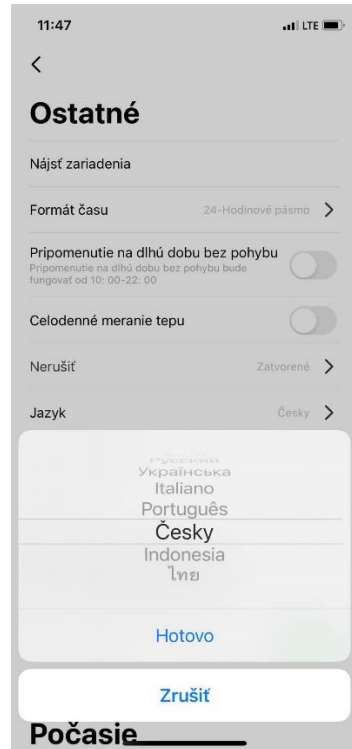 11:47
LTE
Ostatné
Nájsť zariadenia
Formát času 24-Hodinové pásmo
Pripomenutie na dlhú dobu bez pohybu
Pripomenutie na dlhú dobu bez pohybu bude
fungovať od 10: 00-22: 00
Celodenné meranie tepu
Nerušiť Zatvorené
Jazyk Česky
Русский
Українська
Italiano
Português
Česky
Indonesia
ไทย
Hotovo
Zrušiť
Počasie